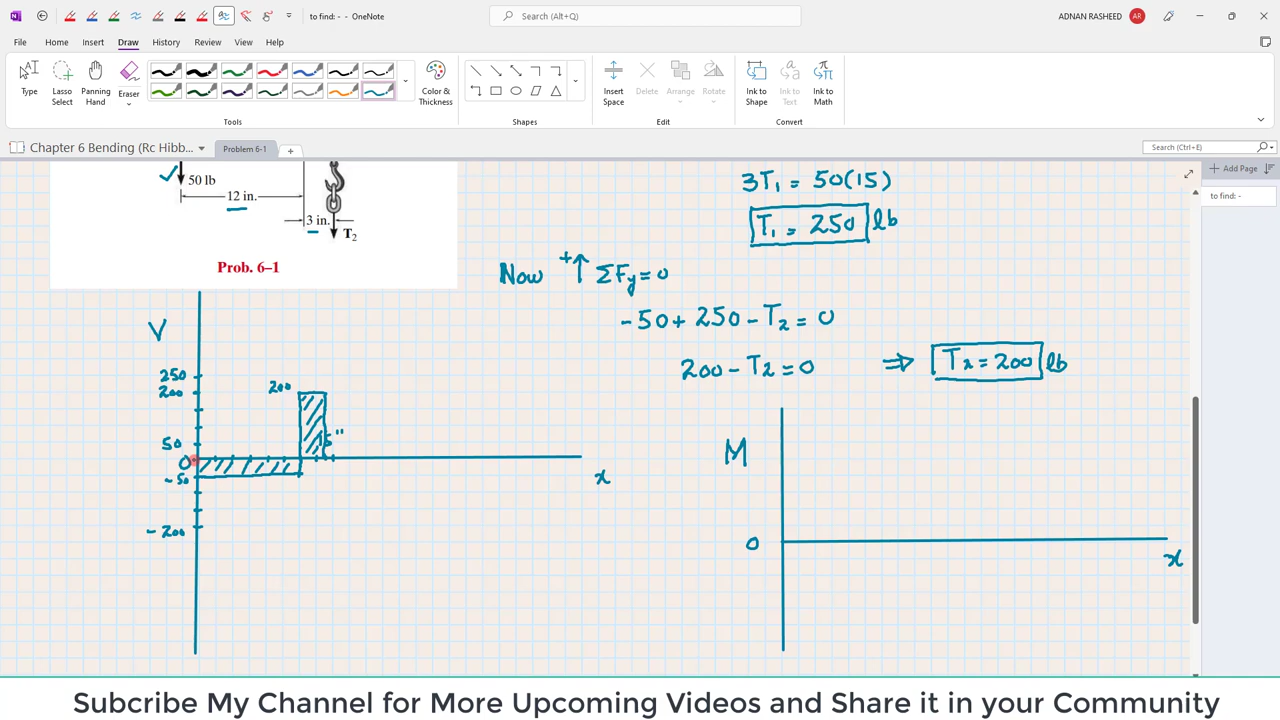 to find: - - OneNote
Search (Alt+Q)
ADNAN RASHEED
AR
File Home Insert Draw History Review View Help
Type
Lasso Select
Panning Hand
Eraser
Color & Thickness
Insert Space
Delete
Arrange
Rotate
Ink to Shape
Ink to Text
Ink to Math
Tools
Shapes
Edit
Convert
Chapter 6 Bending (Rc Hibb...
Problem 6-1
Search (Ctrl+E)
Add Page
to find: -
50 lb
12 in.
3 in.
T₂
Prob. 6–1
3T₁ = 50(15)
T₁ = 250 lb
Now +↑ ΣFy = 0
-50 + 250 - T₂ = 0
200 - T₂ = 0 ⇒ T₂ = 200 lb
V
250
200
50
0
-50
-200
200
15"
x
M
0
x
Subcribe My Channel for More Upcoming Videos and Share it in your Community